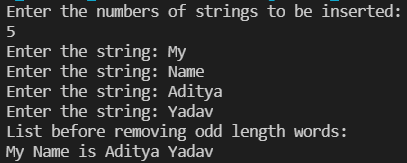 Enter the numbers of strings to be inserted:
5
Enter the string: My
Enter the string: Name
Enter the string: Aditya
Enter the string: Yadav
List before removing odd length words:
My Name is Aditya Yadav